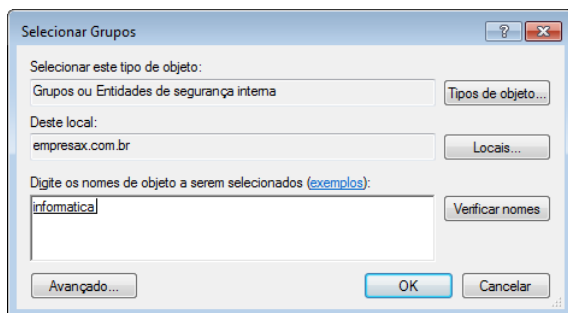 Selecionar Grupos
Selecionar este tipo de objeto:
Grupos ou Entidades de segurança interna
Tipos de objeto...
Deste local:
empresax.com.br
Locais...
Digite os nomes de objeto a serem selecionados (exemplos):
informatica
Verificar nomes
Avançado...
OK
Cancelar